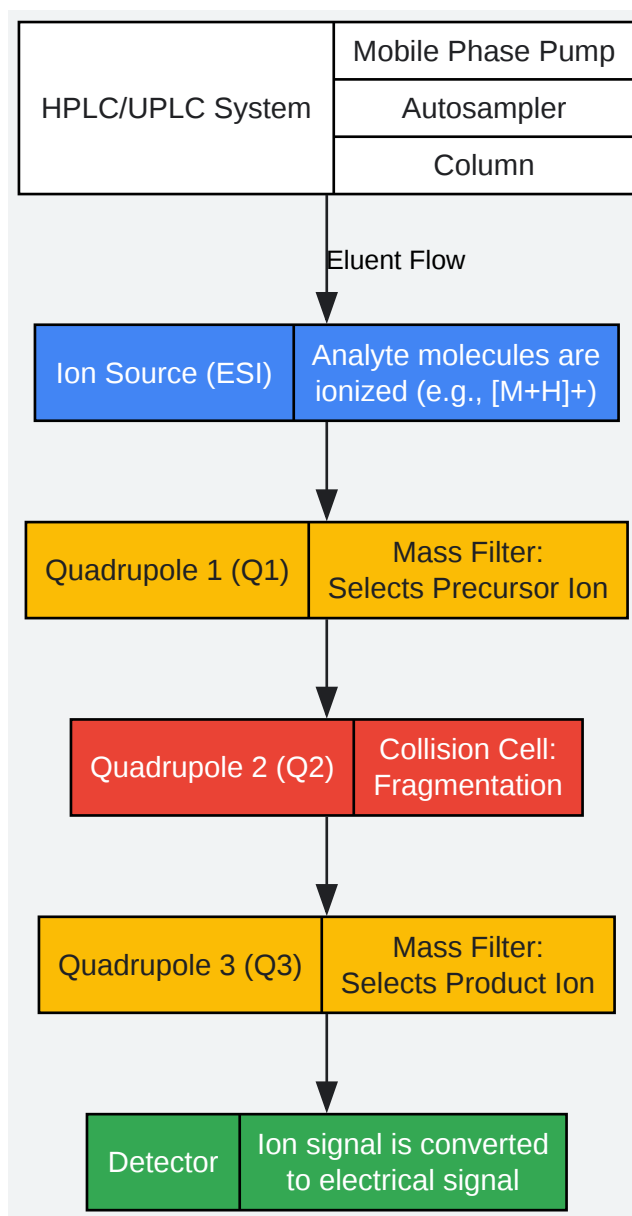 HPLC/UPLC System
Mobile Phase Pump
Autosampler
Column
Eluent Flow
Ion Source (ESI)
Analyte molecules are
ionized (e.g., [M+H]+)
Quadrupole 1 (Q1)
Mass Filter:
Selects Precursor Ion
Quadrupole 2 (Q2)
Collision Cell:
Fragmentation
Quadrupole 3 (Q3)
Mass Filter:
Selects Product Ion
Detector
Ion signal is converted
to electrical signal